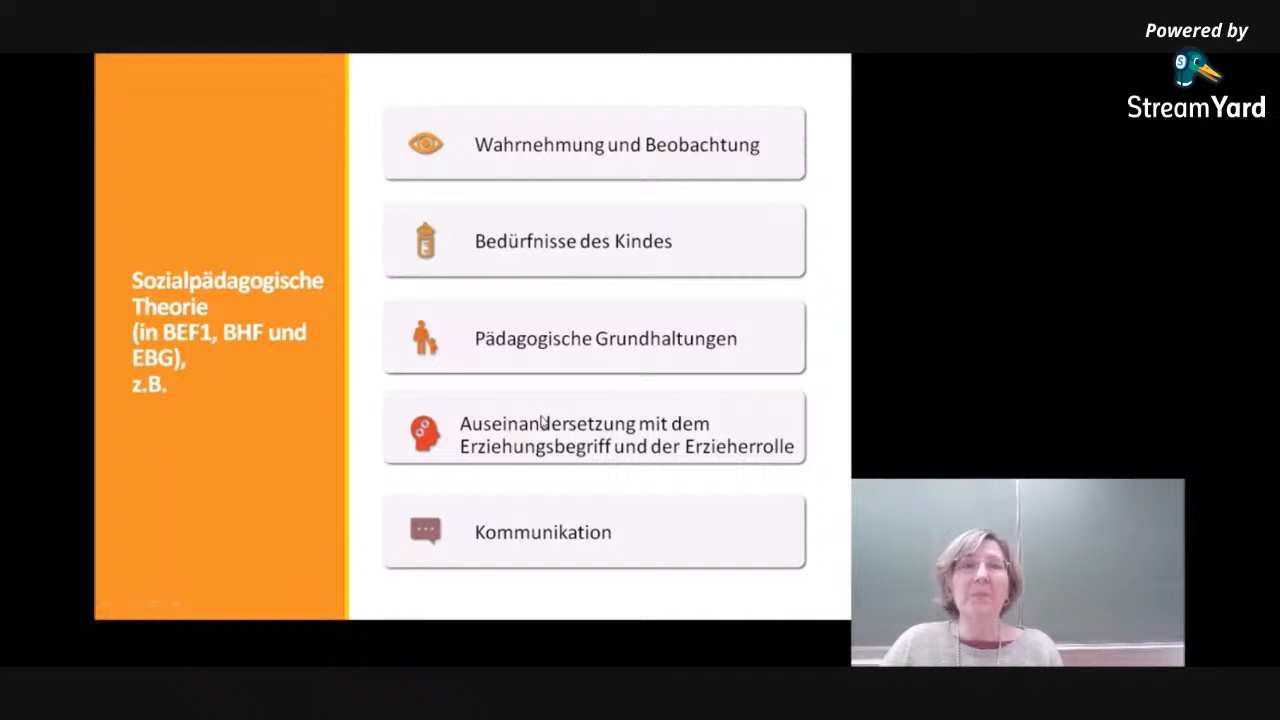 Powered by
StreamYard
Sozialpädagogische
Theorie
(in BEF1, BHF und
EBG),
z.B.
Wahrnehmung und Beobachtung
Bedürfnisse des Kindes
Pädagogische Grundhaltungen
Auseinandersetzung mit dem
Erziehungsbegriff und der Erzieherrolle
Kommunikation